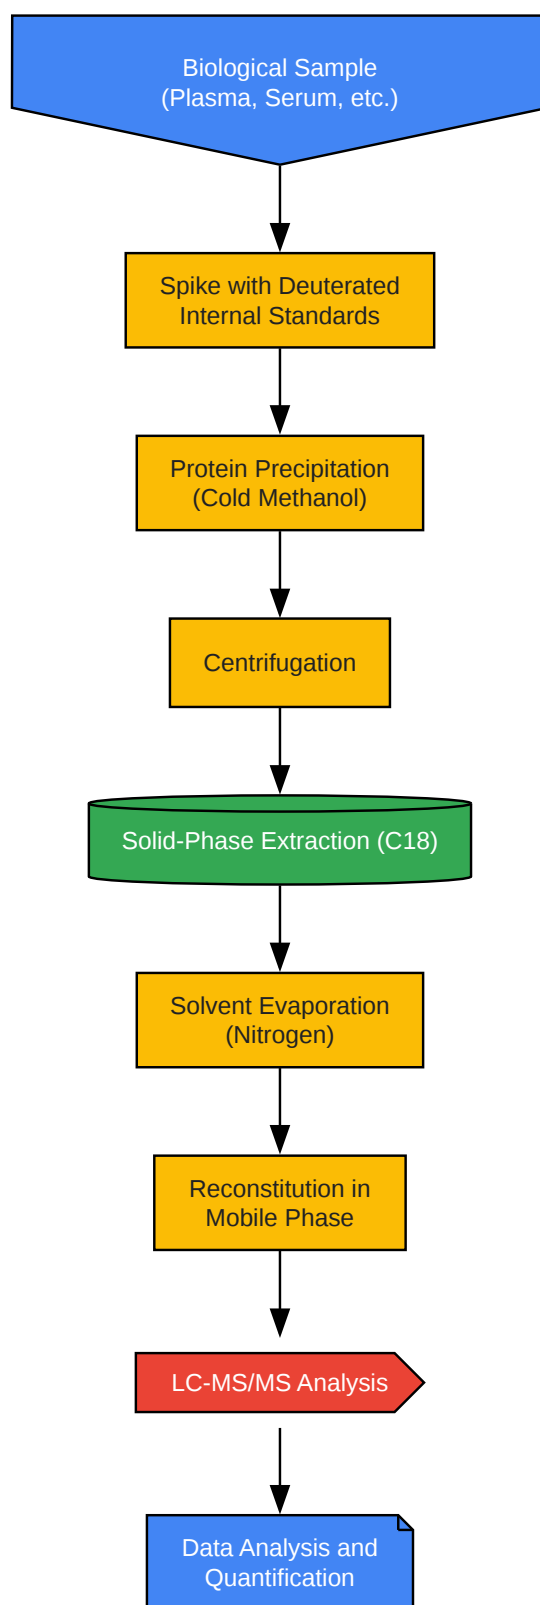 Biological Sample
(Plasma, Serum, etc.)
Spike with Deuterated
Internal Standards
Protein Precipitation
(Cold Methanol)
Centrifugation
Solid-Phase Extraction (C18)
Solvent Evaporation
(Nitrogen)
Reconstitution in
Mobile Phase
LC-MS/MS Analysis
Data Analysis and
Quantification